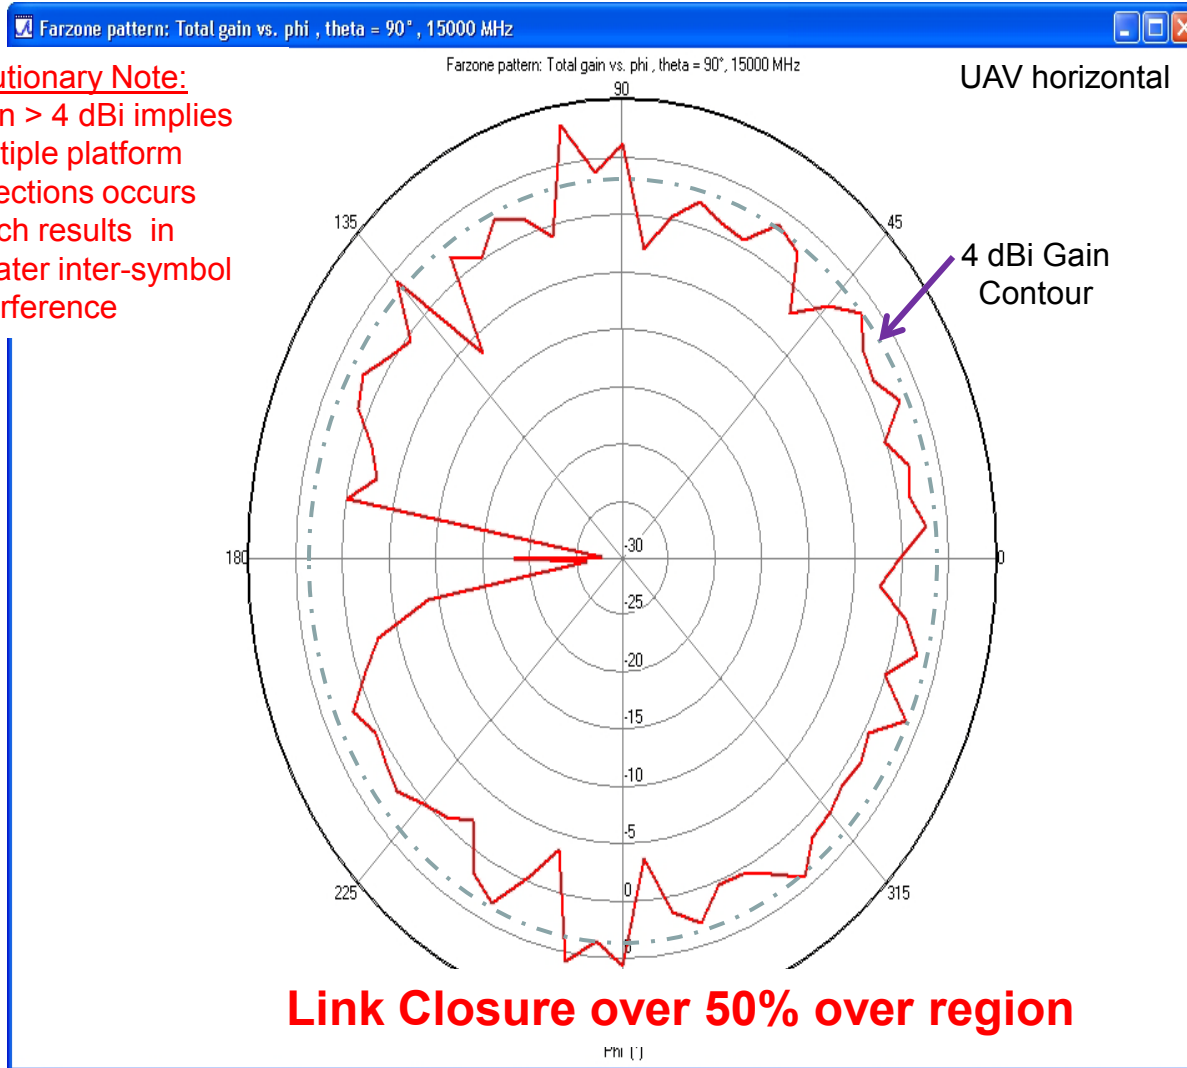 Farzone pattern: Total gain vs. phi , theta = 90°, 15000 MHz
Farzone pattern: Total gain vs. phi , theta = 90°, 15000 MHz
utionary Note:
n > 4 dBi implies
tiple platform
ections occurs
ch results in
ater inter-symbol
rference
UAV horizontal
90
135
45
4 dBi Gain
Contour
180
0
-30
-25
-20
-15
-10
-5
0
225
315
Link Closure over 50% over region
Phi (°)